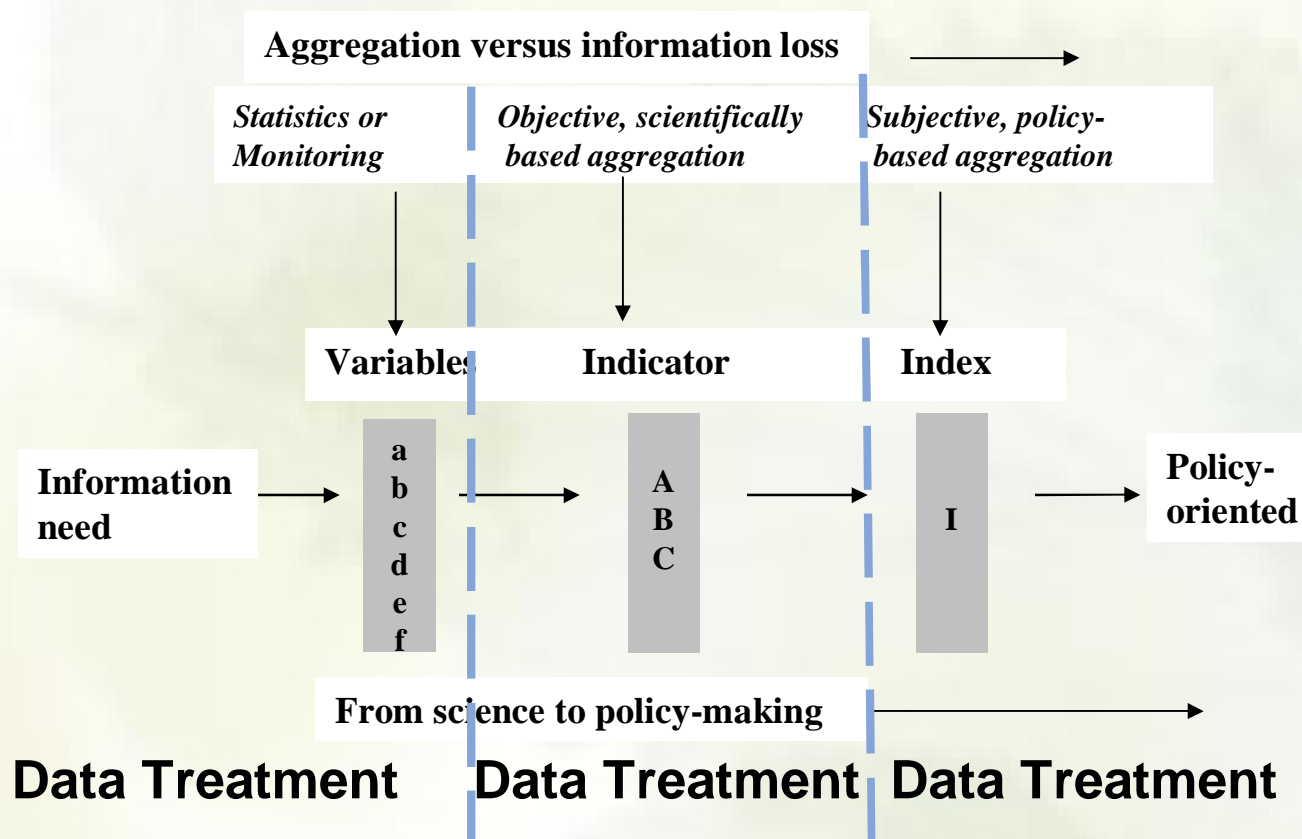 Aggregation versus information loss
Statistics or
Monitoring
Objective, scientifically
based aggregation
Subjective, policy-
based aggregation
Variables
Indicator
Index
Information
need
a
b
c
d
e
f
A
B
C
I
Policy-
oriented
From science to policy-making
Data Treatment
Data Treatment
Data Treatment